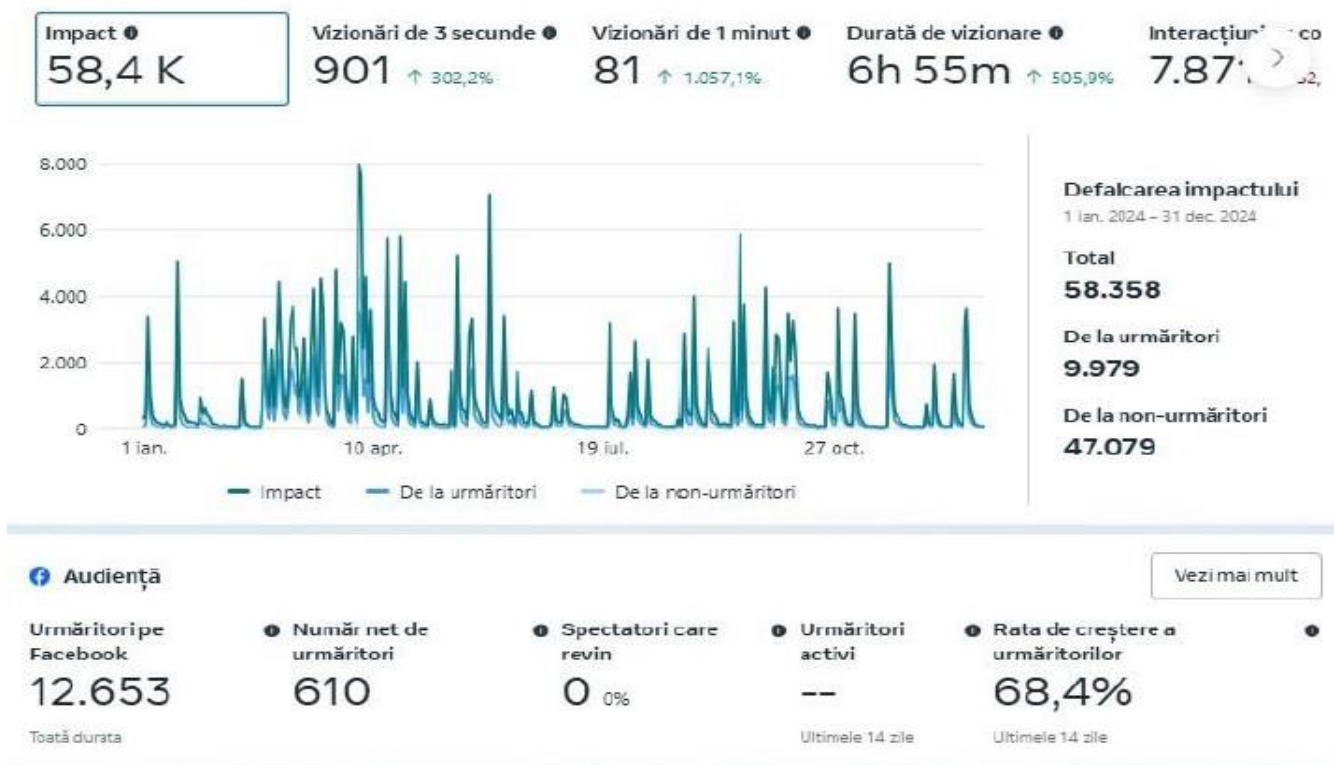 Impact
58,4 K
Vizionări de 3 secunde
901 ↑ 302,2%
Vizionări de 1 minut
81 ↑ 1.057,1%
Durată de vizionare
6h 55m ↑ 505,9%
8.000
6.000
4.000
2.000
0
1 ian.
10 apr.
19 iul.
27 oct.
Impact
De la urmăritori
De la non-urmăritori
Defalcarea impactului
1 ian. 2024 – 31 dec. 2024
Total
58.358
De la urmăritori
9.979
De la non-urmăritori
47.079
Audiență
Vezi mai mult
Urmăritori pe
Facebook
12.653
Toată durata
Număr net de
urmăritori
610
Spectatori care
revin
0 0%
Urmăritori
activi
--
Ultimele 14 zile
Rata de creștere a
urmăritorilor
68,4%
Ultimele 14 zile